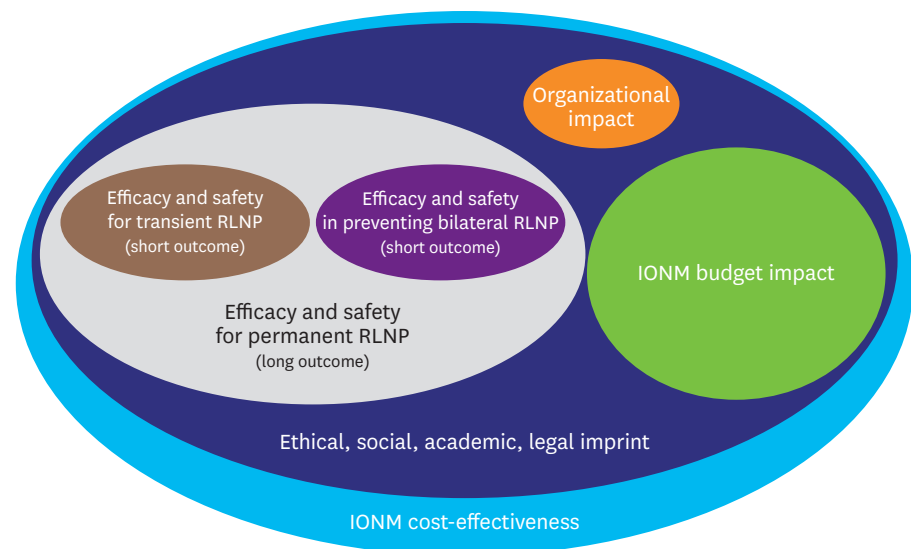 Organizational
impact
Efficacy and safety
for transient RLNP
(short outcome)
Efficacy and safety
in preventing bilateral RLNP
(short outcome)
IONM budget impact
Efficacy and safety
for permanent RLNP
(long outcome)
Ethical, social, academic, legal imprint
IONM cost-effectiveness